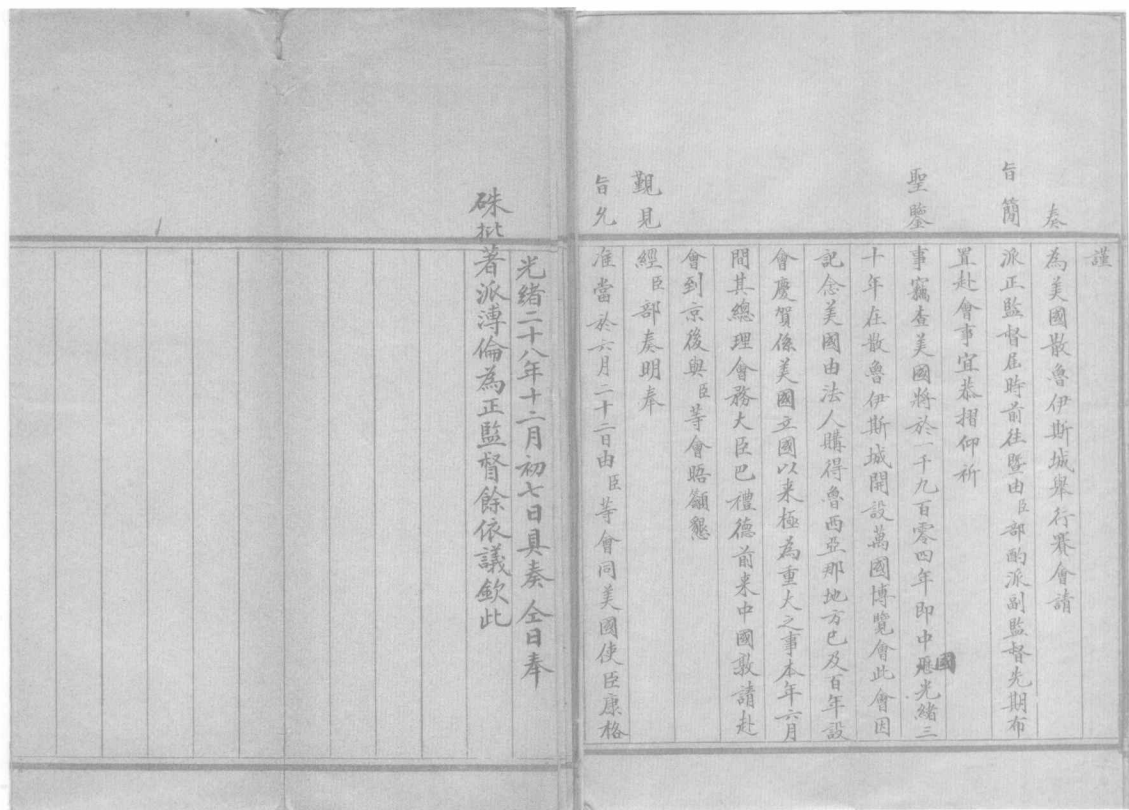 謹
奏為美國散魯伊斯城舉行賽會請
旨簡派正監督屆時前往暨由臣部酌派副監督先期布
置赴會事宜恭摺仰祈
聖鑒事竊查美國將於一千九百零四年即中國光緒三
十年在散魯伊斯城開設萬國博覽會此會因
記念美國由法人購得魯西亞那地方已及百年設
會慶賀係美國立國以來極為重大之事本年六月
間其總理會務大臣巴禮德前來中國敦請赴
會到京後與臣等會晤籲懇
覲見經臣部奏明奉
旨允准當於六月二十二日由臣等會同美國使臣康格
光緒二十八年十二月初七日具奏仝日奉
硃批著派溥倫為正監督餘依議欽此